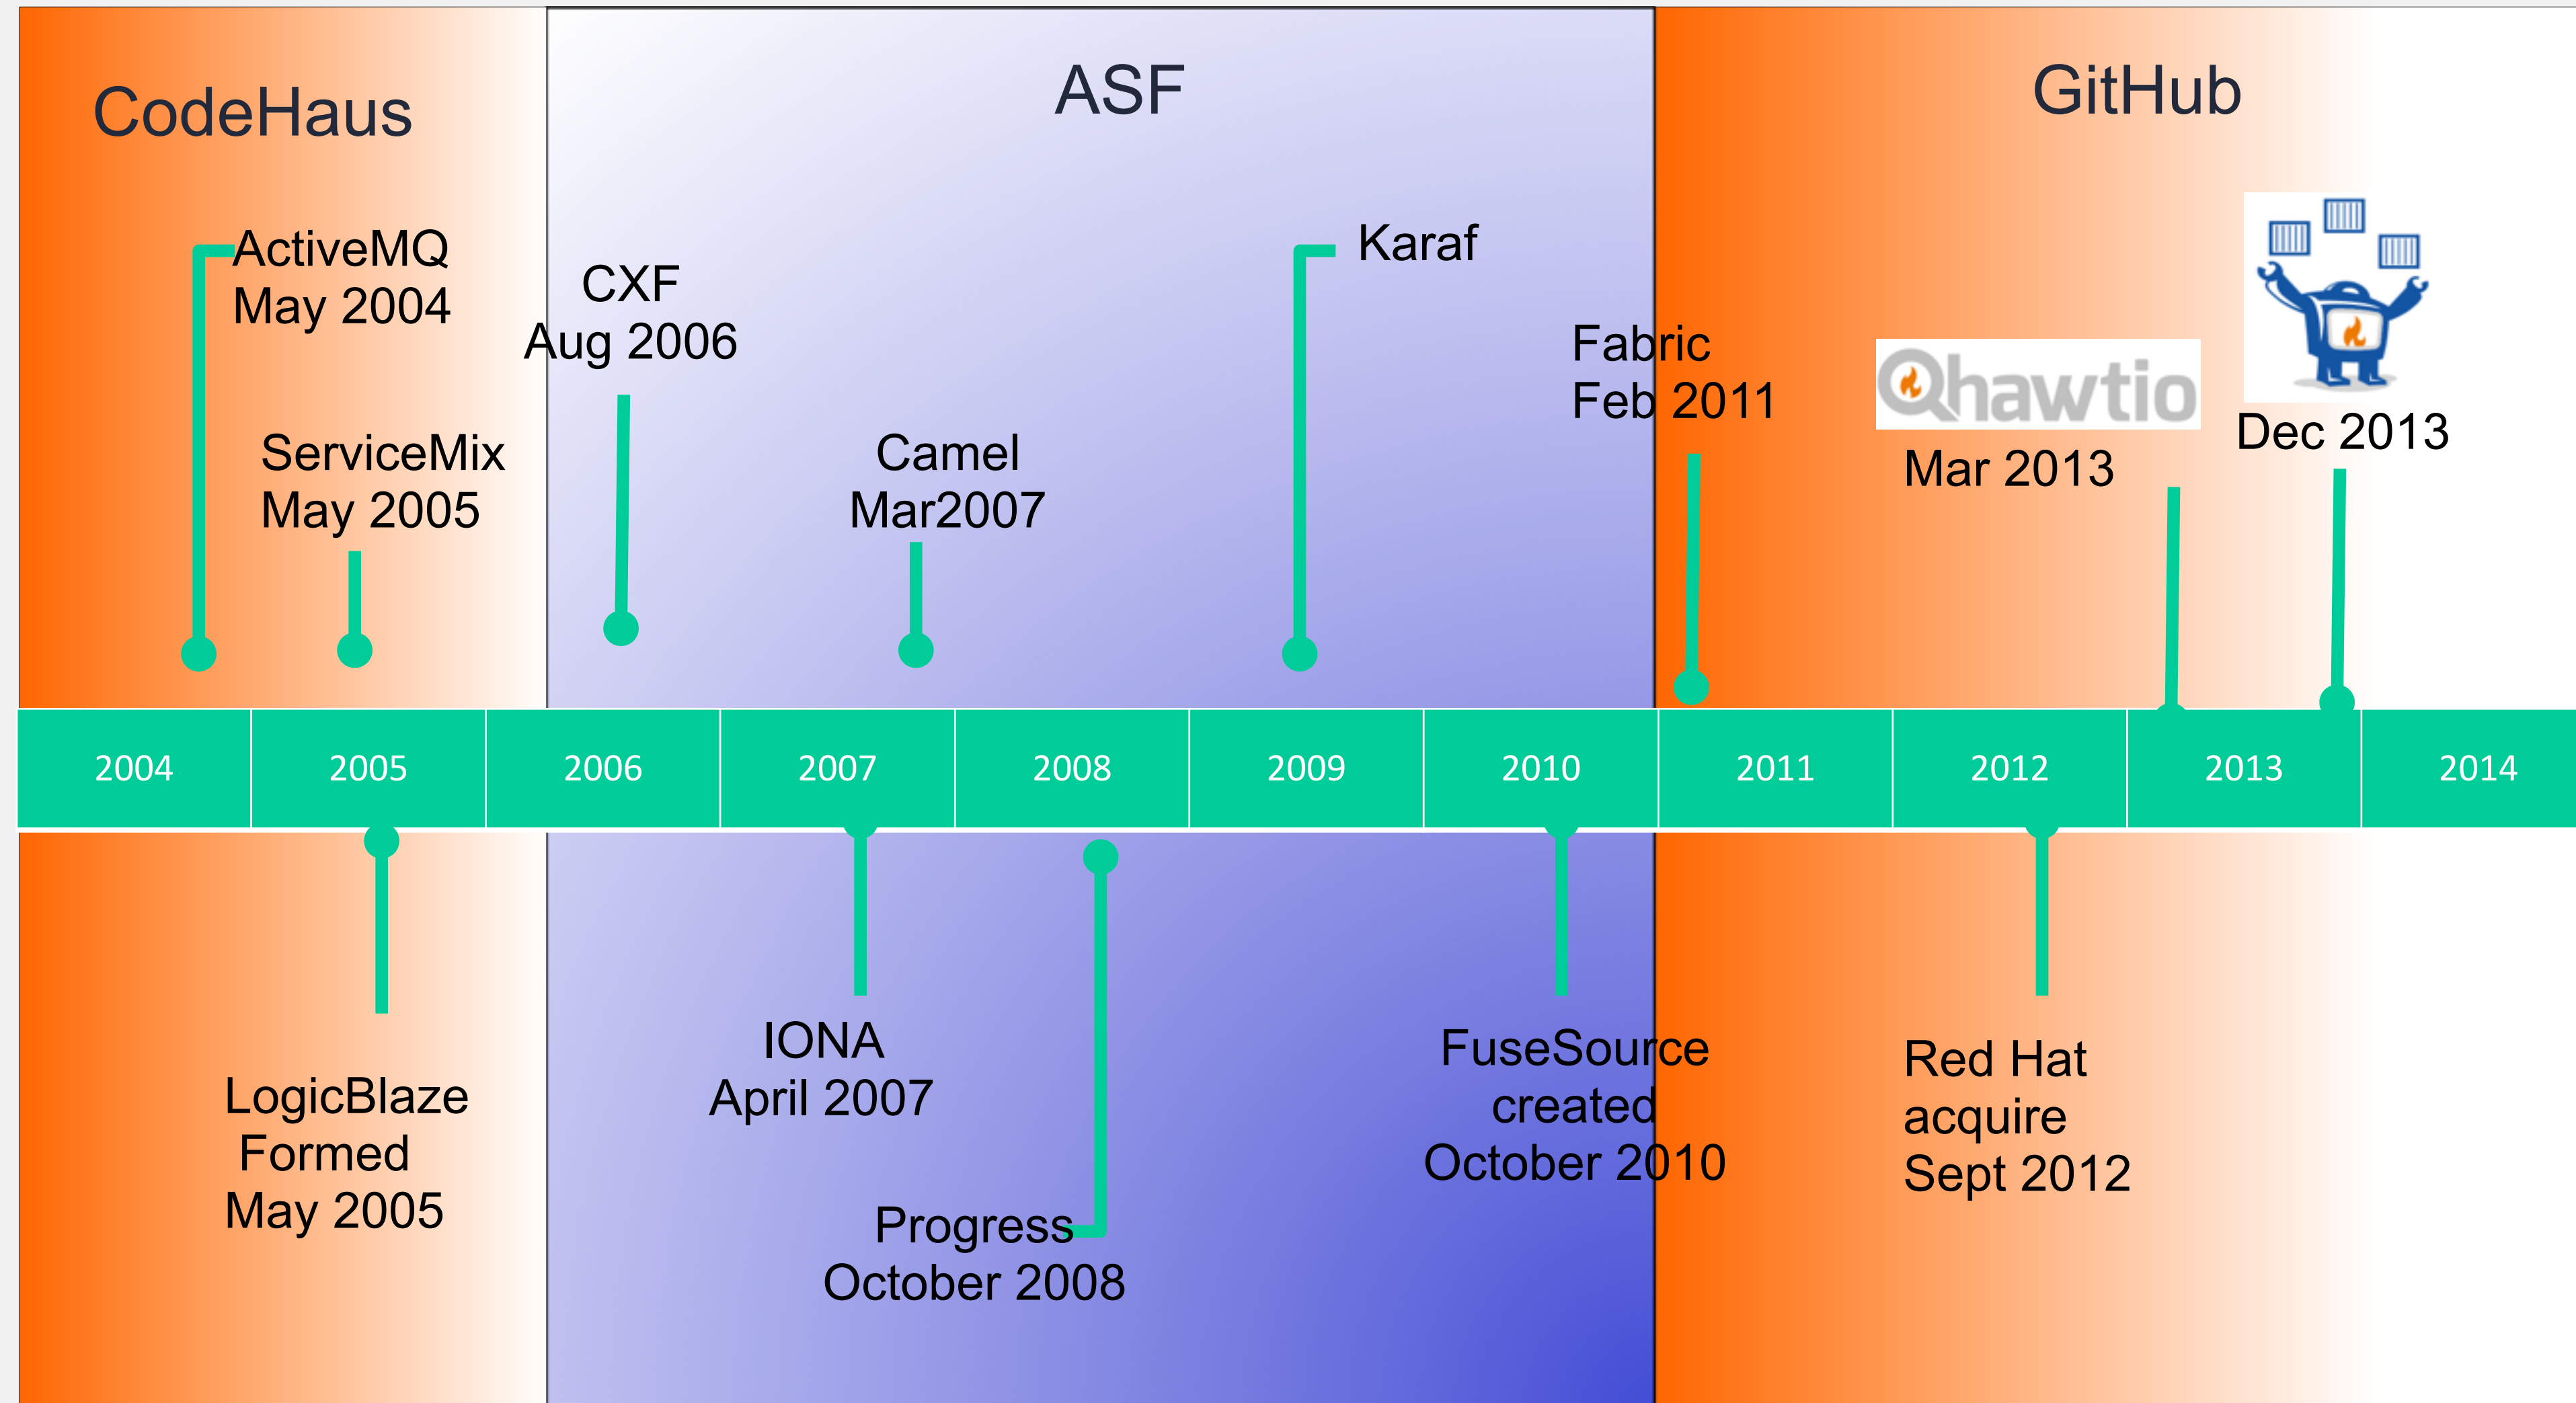 CodeHaus
ASF
GitHub
ActiveMQ
May 2004
ServiceMix
May 2005
CXF
Aug 2006
Camel
Mar2007
Karaf
Fabric
Feb 2011
hawtio
Mar 2013
Dec 2013
2004
2005
2006
2007
2008
2009
2010
2011
2012
2013
2014
LogicBlaze
Formed
May 2005
IONA
April 2007
Progress
October 2008
FuseSource
created
October 2010
Red Hat
acquire
Sept 2012